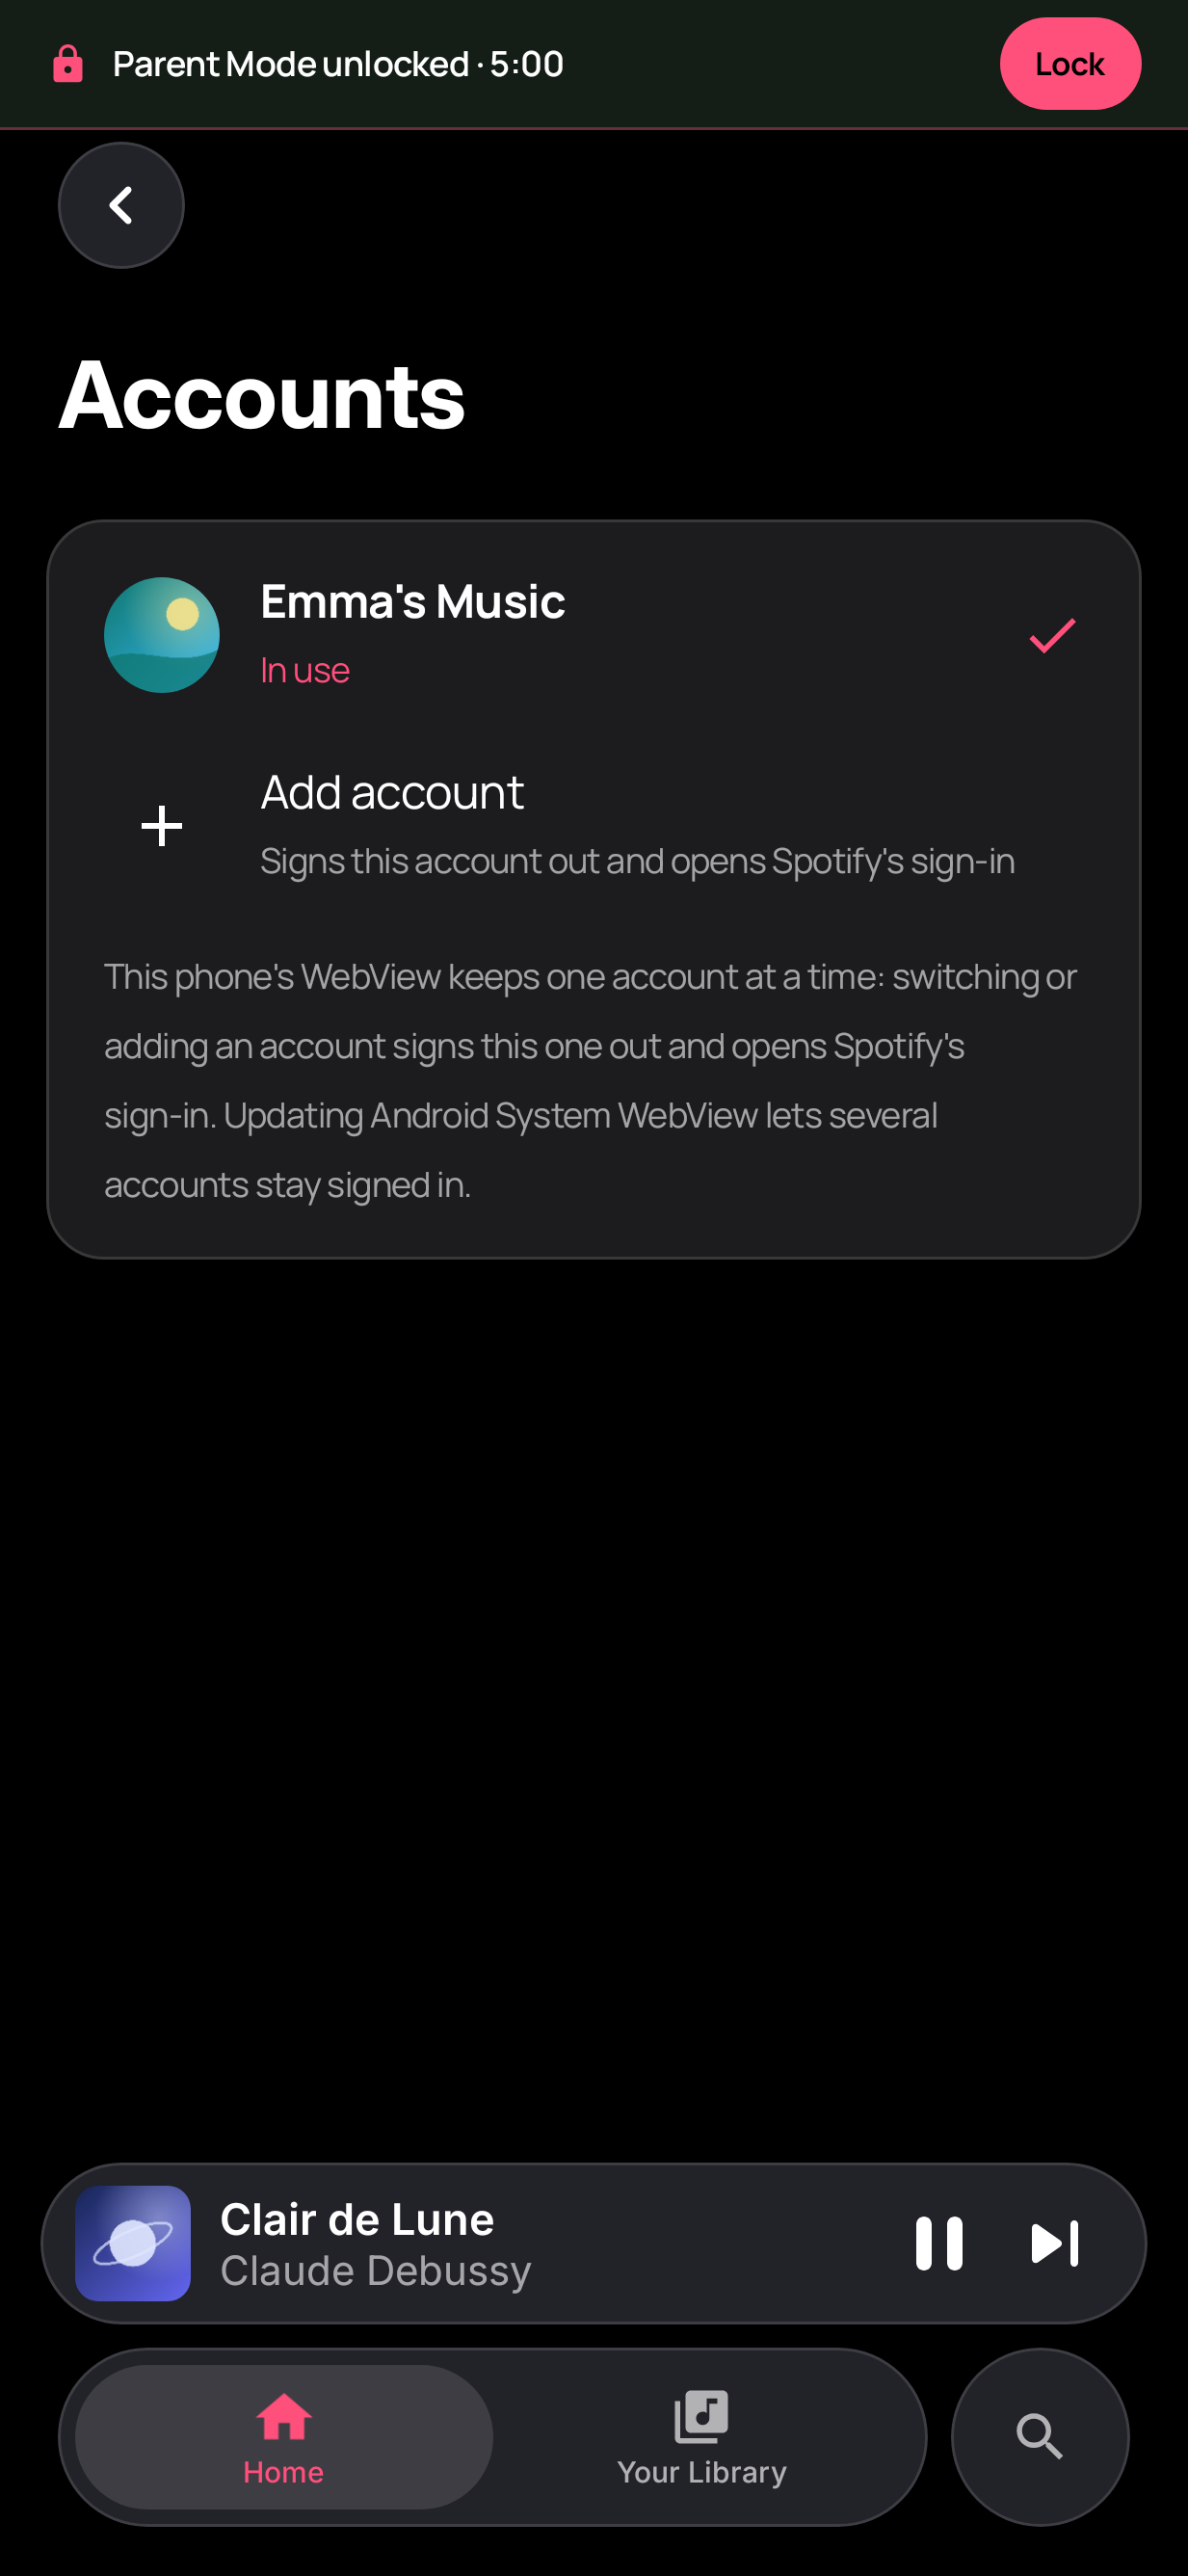 Parent Mode unlocked · 5:00
Lock
Accounts
Emma's Music
In use
Add account
Signs this account out and opens Spotify's sign-in
This phone's WebView keeps one account at a time: switching or
adding an account signs this one out and opens Spotify's
sign-in. Updating Android System WebView lets several
accounts stay signed in.
Clair de Lune
Claude Debussy
Home
Your Library